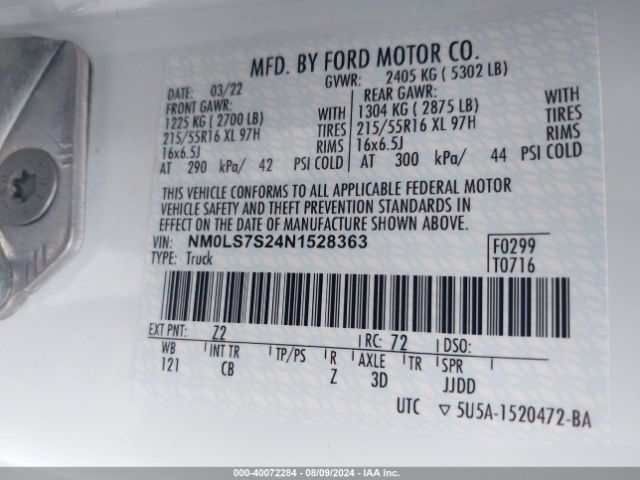 MFD. BY FORD MOTOR CO.
DATE: 03/22 GVWR: 2405 KG ( 5302 LB)
FRONT GAWR: REAR GAWR:
1225 KG ( 2700 LB) WITH 1304 KG ( 2875 LB) WITH
215/55R16 XL 97H TIRES 215/55R16 XL 97H TIRES
16x6.5J RIMS 16x6.5J RIMS
AT 290 kPa/ 42 PSI COLD AT 300 kPa/ 44 PSI COLD
THIS VEHICLE CONFORMS TO ALL APPLICABLE FEDERAL MOTOR
VEHICLE SAFETY AND THEFT PREVENTION STANDARDS IN
EFFECT ON THE DATE OF MANUFACTURE SHOWN ABOVE.
VIN: NM0LS7S24N1528363 F0299
TYPE: Truck T0716
EXT PNT: Z2 RC: 72 DSO:
WB INT TR TP/PS R AXLE TR SPR
121 CB Z 3D JJDD
UTC ▽ 5U5A-1520472-BA
000-40072284 - 08/09/2024 - IAA Inc.